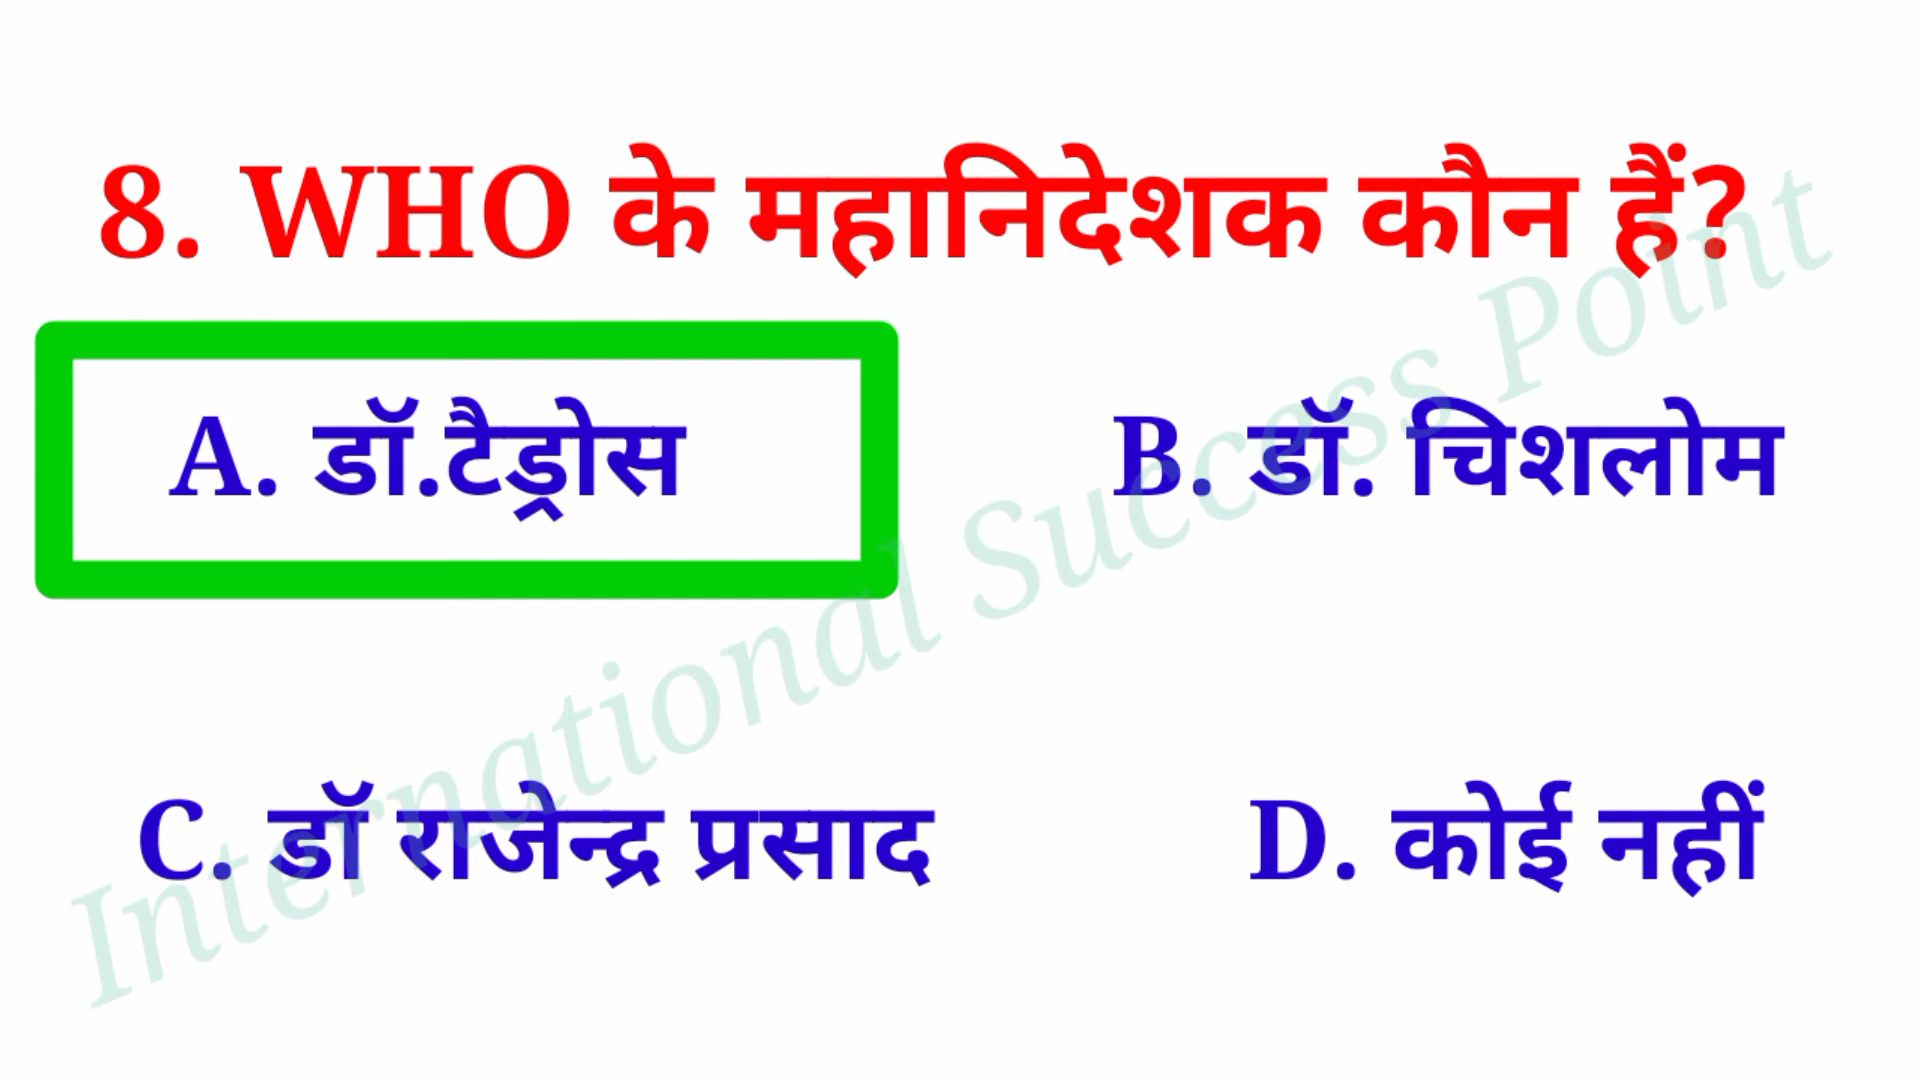 8. WHO के महानिदेशक कौन हैं?
A. डॉ.टैड्रोस
B. डॉ. चिशलोम
C. डॉ राजेन्द्र प्रसाद
D. कोई नहीं
International Success Point